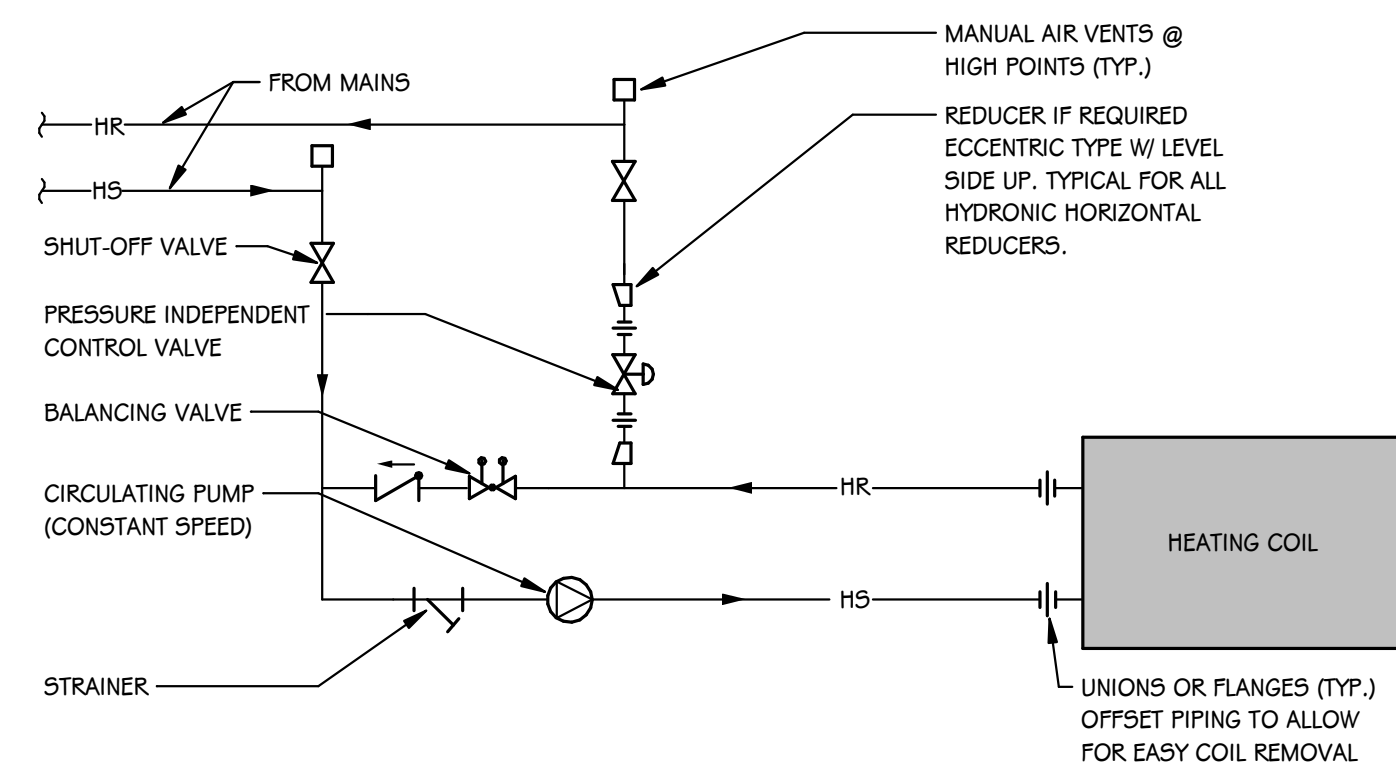 MANUAL AIR VENTS @
HIGH POINTS (TYP.)
FROM MAINS
REDUCER IF REQUIRED
ECCENTRIC TYPE W/ LEVEL
SIDE UP. TYPICAL FOR ALL
HYDRONIC HORIZONTAL
REDUCERS.
HR
HS
SHUT-OFF VALVE
PRESSURE INDEPENDENT
CONTROL VALVE
BALANCING VALVE
CIRCULATING PUMP
(CONSTANT SPEED)
HR
HEATING COIL
HS
STRAINER
UNIONS OR FLANGES (TYP.)
OFFSET PIPING TO ALLOW
FOR EASY COIL REMOVAL